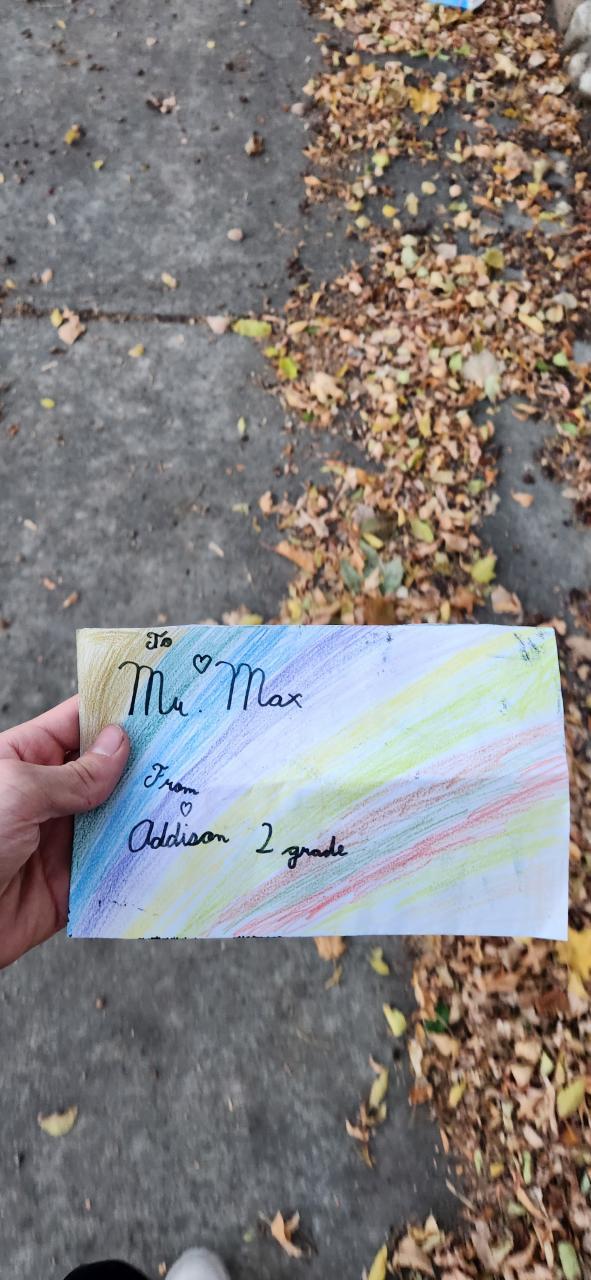 To
Mr. Max
From
Addison 2 grade